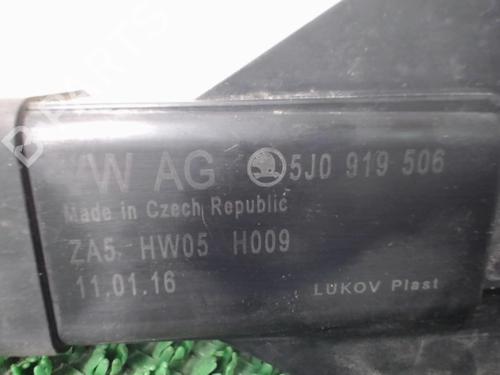 VW AG 5J0 919 506
Made in Czech Republic
ZA5 HW05 H009
11.01.16
LUKOV Plast